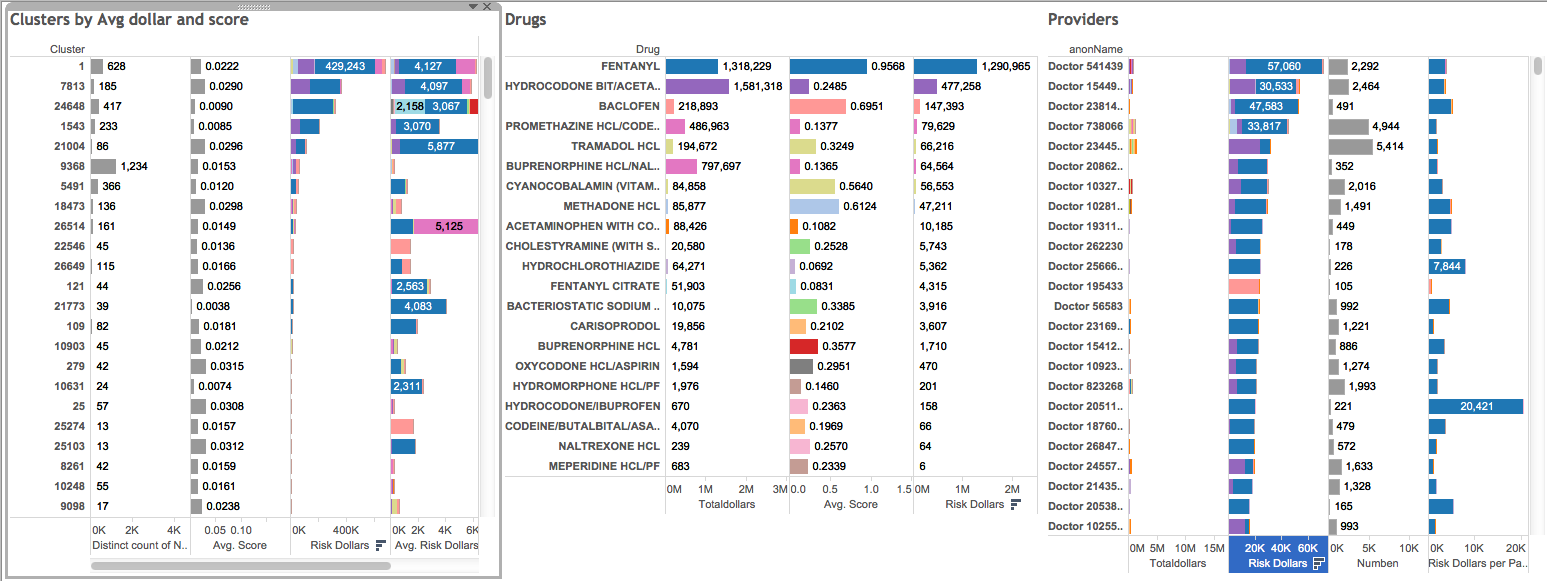 Clusters by Avg dollar and score Drugs Providers
Cluster Drug anonName
1 628 0.0222 429,243 4,127 FENTANYL 1,318,229 0.9568 1,290,965 Doctor 541439 57,060 2,292
7813 185 0.0290 4,097 HYDROCODONE BIT/ACETA.. 1,581,318 0.2485 477,258 Doctor 15449.. 30,533 2,464
24648 417 0.0090 2,158 3,067 BACLOFEN 218,893 0.6951 147,393 Doctor 23814.. 47,583 491
1543 233 0.0085 3,070 PROMETHAZINE HCL/CODE.. 486,963 0.1377 79,629 Doctor 738066 33,817 4,944
21004 86 0.0296 5,877 TRAMADOL HCL 194,672 0.3249 66,216 Doctor 23445.. 5,414
9368 1,234 0.0153 BUPRENORPHINE HCL/NAL.. 797,697 0.1365 64,564 Doctor 20862.. 352
5491 366 0.0120 CYANOCOBALAMIN (VITAM.. 84,858 0.5640 56,553 Doctor 10327.. 2,016
18473 136 0.0298 METHADONE HCL 85,877 0.6124 47,211 Doctor 10281.. 1,491
26514 161 0.0149 5,125 ACETAMINOPHEN WITH CO.. 88,426 0.1082 10,185 Doctor 19311.. 449
22546 45 0.0136 CHOLESTYRAMINE (WITH S.. 20,580 0.2528 5,743 Doctor 262230 178
26649 115 0.0166 HYDROCHLOROTHIAZIDE 64,271 0.0692 5,362 Doctor 25666.. 226 7,844
121 44 0.0256 2,563 FENTANYL CITRATE 51,903 0.0831 4,315 Doctor 195433 105
21773 39 0.0038 4,083 BACTERIOSTATIC SODIUM .. 10,075 0.3385 3,916 Doctor 56583 992
109 82 0.0181 CARISOPRODOL 19,856 0.2102 3,607 Doctor 23169.. 1,221
10903 45 0.0212 BUPRENORPHINE HCL 4,781 0.3577 1,710 Doctor 15412.. 886
279 42 0.0315 OXYCODONE HCL/ASPIRIN 1,594 0.2951 470 Doctor 10923.. 1,274
10631 24 0.0074 2,311 HYDROMORPHONE HCL/PF 1,976 0.1460 201 Doctor 823268 1,993
25 57 0.0308 HYDROCODONE/IBUPROFEN 670 0.2363 158 Doctor 20511.. 221 20,421
25274 13 0.0157 CODEINE/BUTALBITAL/ASA.. 4,070 0.1969 66 Doctor 18760.. 479
25103 13 0.0312 NALTREXONE HCL 239 0.2570 64 Doctor 26847.. 572
8261 42 0.0159 MEPERIDINE HCL/PF 683 0.2339 6 Doctor 24557.. 1,633
10248 55 0.0161 0M 1M 2M 3M 0.0 0.5 1.0 1.5 0M 1M 2M Doctor 21435.. 1,328
9098 17 0.0238 Totaldollars Avg. Score Risk Dollars Doctor 20538.. 165
Doctor 10255.. 993
0K 2K 4K 0.05 0.10 0K 400K 0K 2K 4K 6K
Distinct count of N.. Avg. Score Risk Dollars Avg. Risk Dollars
0M 5M 10M 15M 20K 40K 60K 0K 5K 10K 0K 10K 20K
Totaldollars Risk Dollars Numben Risk Dollars per Pa..